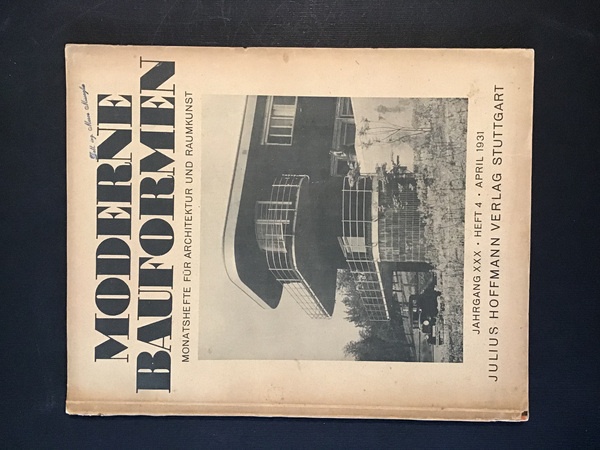 MODERNE
BAUFORMEN
MONATSHEFTE FÜR ARCHITEKTUR UND RAUMKUNST
JAHRGANG XXX · HEFT 4 · APRIL 1931
JULIUS HOFFMANN VERLAG STUTTGART